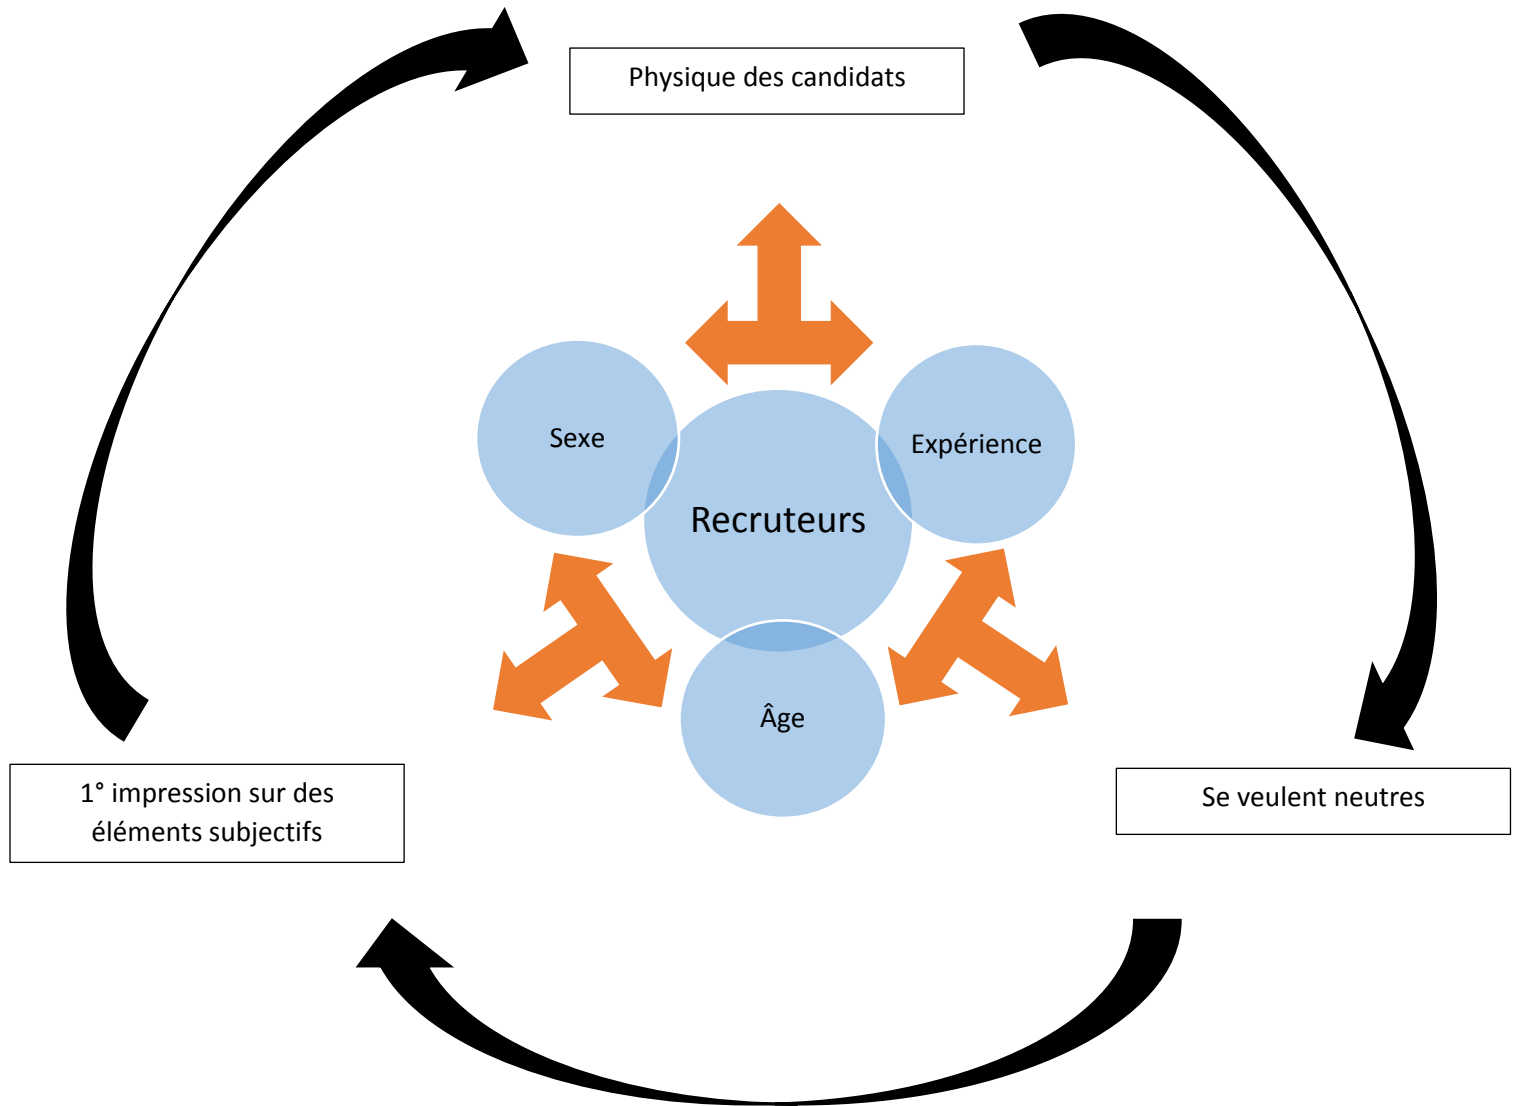 Physique des candidats
Sexe
Expérience
Recruteurs
Âge
1° impression sur des
éléments subjectifs
Se veulent neutres